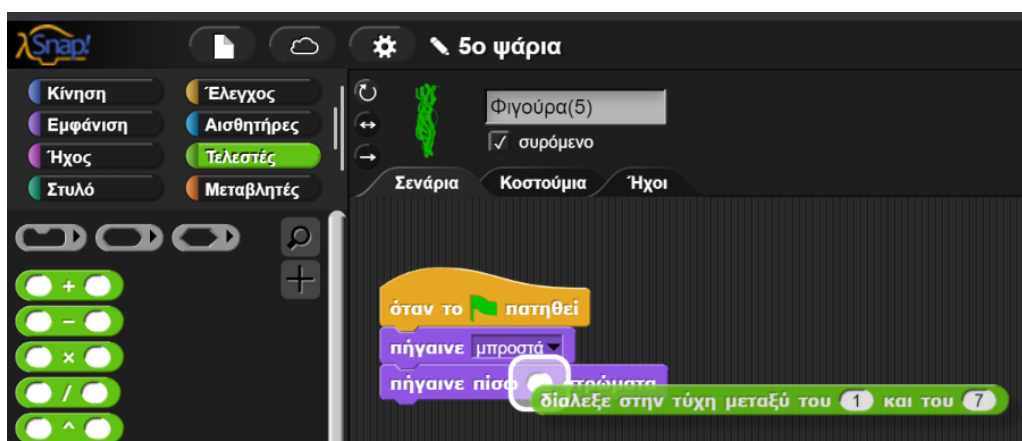 λSnap!
5ο ψάρια
Κίνηση
Έλεγχος
Εμφάνιση
Αισθητήρες
Ήχος
Τελεστές
Στυλό
Μεταβλητές
Φιγούρα(5)
συρόμενο
Σενάρια
Κοστούμια
Ήχοι
+
−
×
/
^
όταν το πατηθεί
πήγαινε μπροστά
πήγαινε πίσω στρώματα
διάλεξε στην τύχη μεταξύ του 1 και του 7